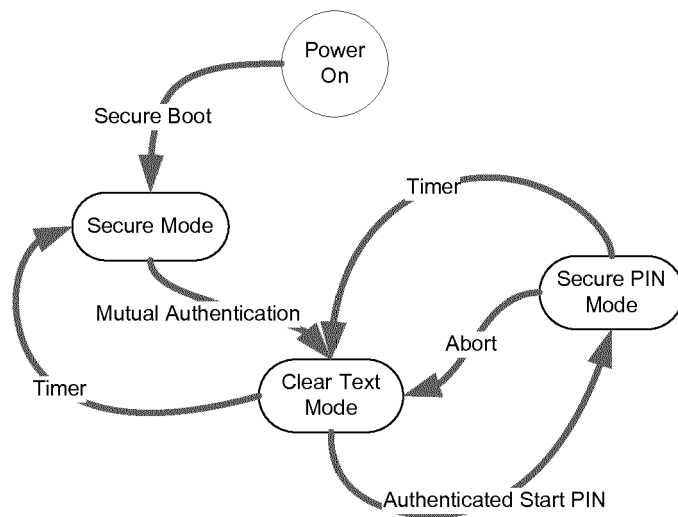 Power
On
Secure Boot
Timer
Secure Mode
Secure PIN
Mode
Mutual Authentication
Abort
Timer
Clear Text
Mode
Authenticated Start PIN